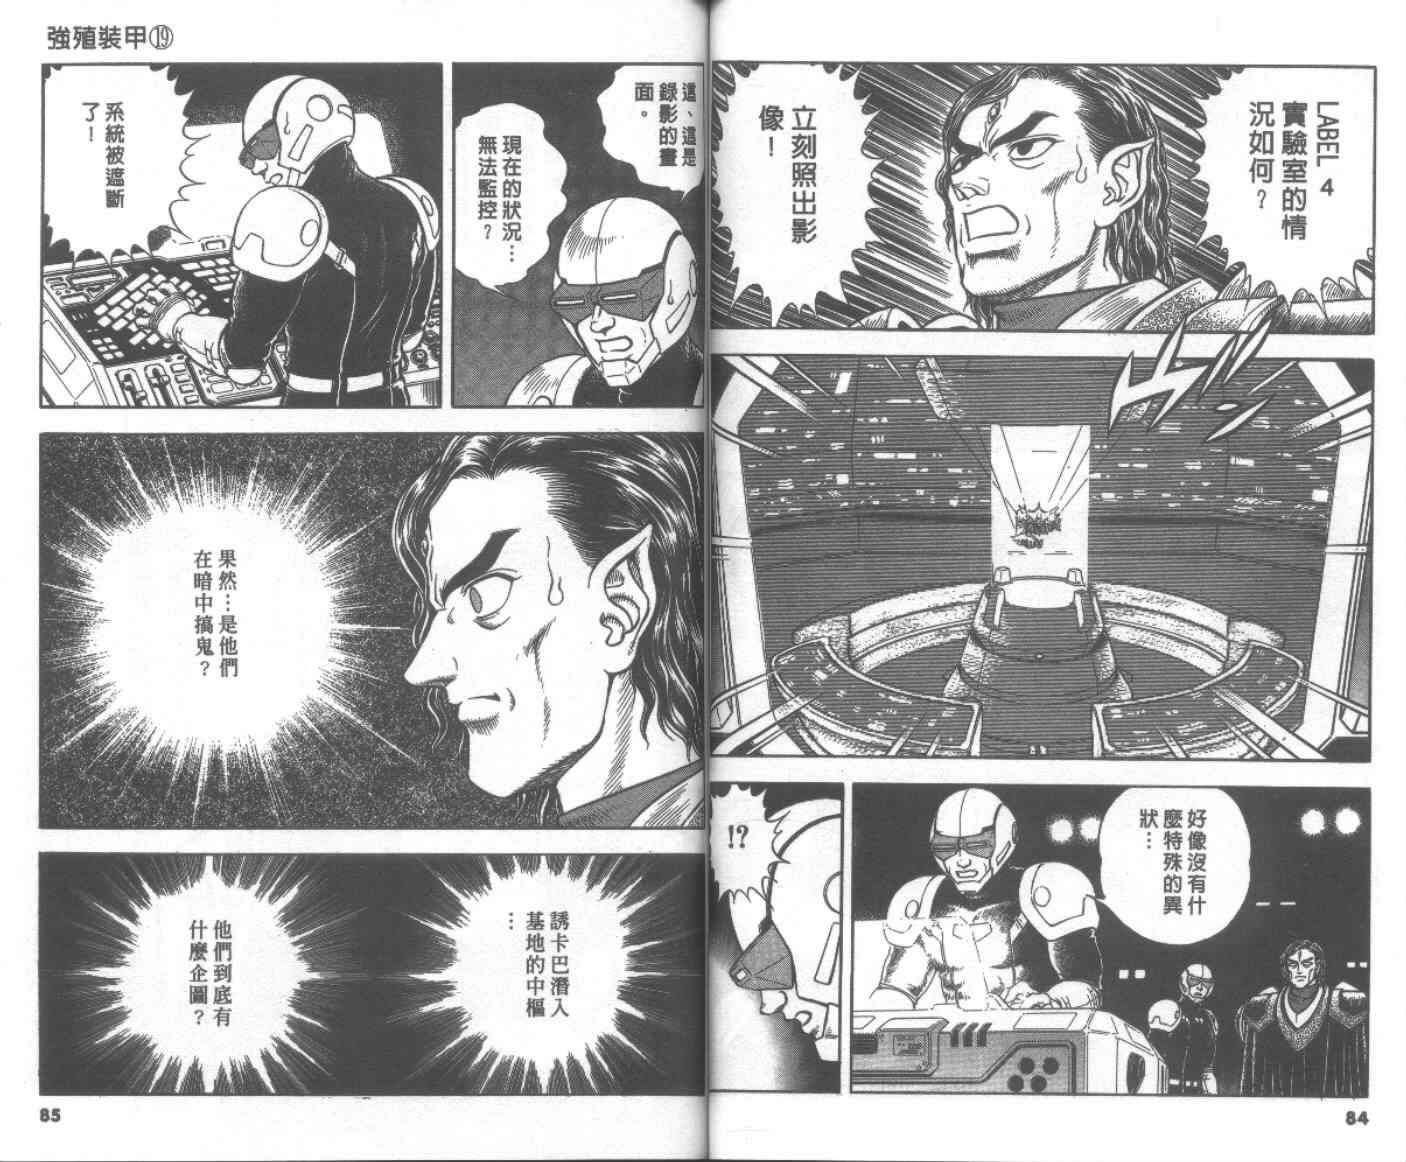 強殖裝甲⑲
LABEL 4
實驗室的情
況如何？
立刻照出影
像！
好像沒有什
麼特殊的異
狀…
!?
84
這、這是
錄影的畫
面。
現在的狀況…
無法監控？
系統被遮斷
了！
果然…是他們
在暗中搞鬼？
誘卡巴潛入
基地的中樞
…
他們到底有
什麼企圖？
85